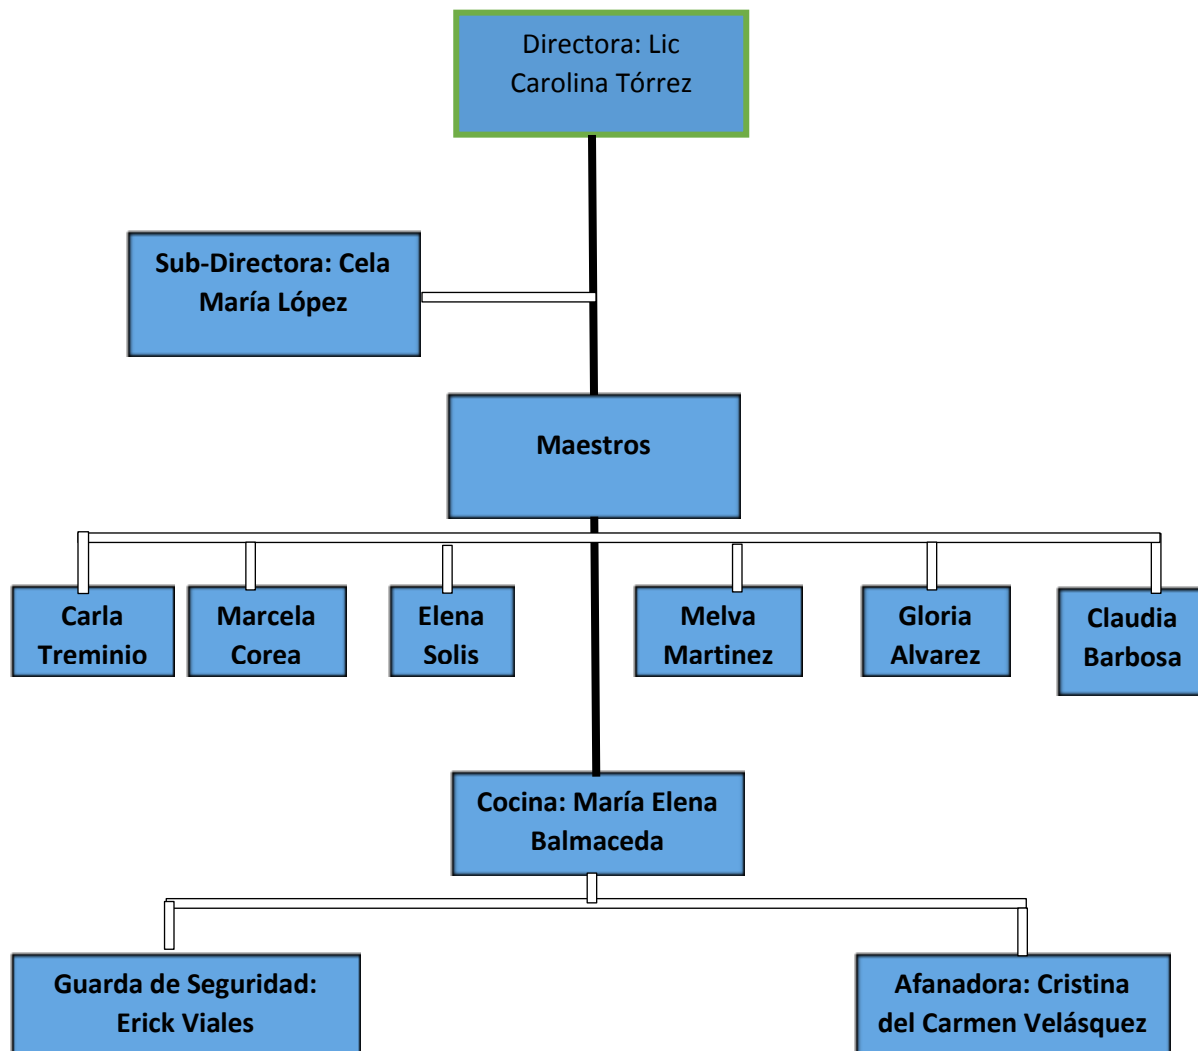 Directora: Lic
Carolina Tórrez
Sub-Directora: Cela
María López
Maestros
Carla
Treminio
Marcela
Corea
Elena
Solis
Melva
Martinez
Gloria
Alvarez
Claudia
Barbosa
Cocina: María Elena
Balmaceda
Guarda de Seguridad:
Erick Viales
Afanadora: Cristina
del Carmen Velásquez